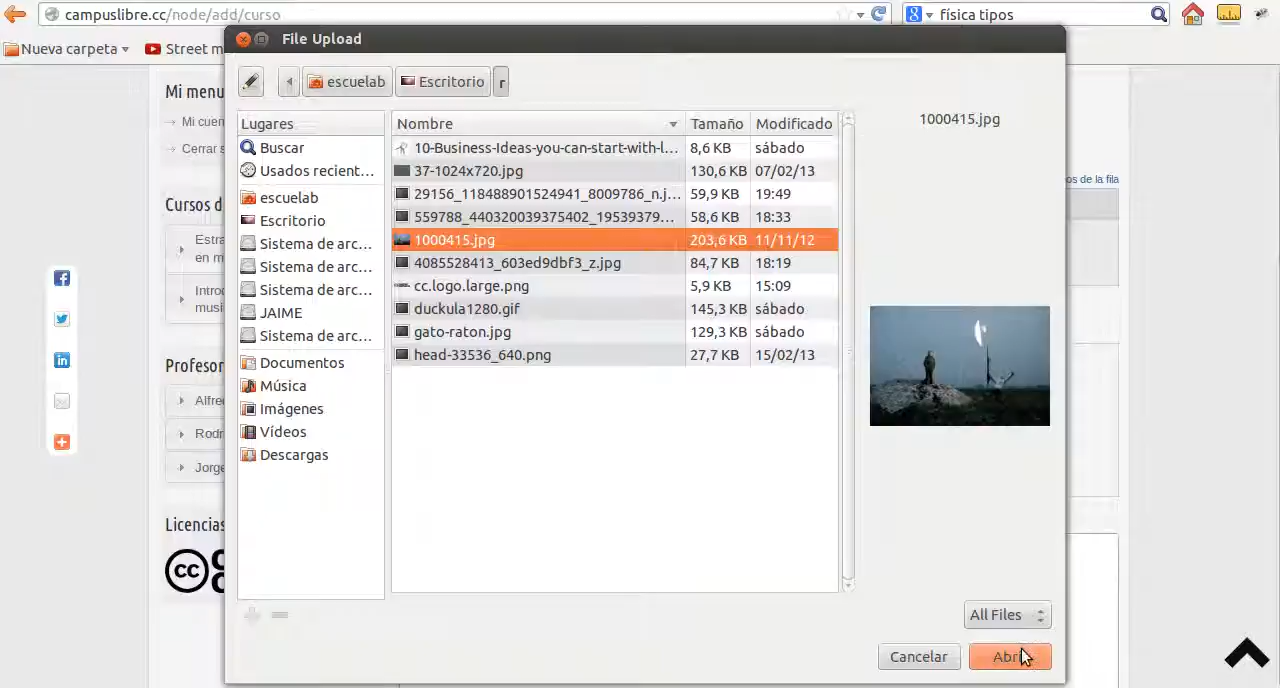 campuslibre.cc/node/add/curso
física tipos
Nueva carpeta
Street m
File Upload
escuelab
Escritorio
r
Mi menu
Mi cuen
Cerrar s
Cursos d
Estra
en m
Introd
musi
Profesor
Alfre
Rodr
Jorge
Licencias
cc
Lugares
Buscar
Usados recient...
escuelab
Escritorio
Sistema de arc...
Sistema de arc...
Sistema de arc...
JAIME
Sistema de arc...
Documentos
Música
Imágenes
Vídeos
Descargas
Nombre Tamaño Modificado
10-Business-Ideas-you-can-start-with-l... 8,6 KB sábado
37-1024x720.jpg 130,6 KB 07/02/13
29156_118488901524941_8009786_n.j... 59,9 KB 19:49
559788_440320039375402_19539379... 58,6 KB 18:33
1000415.jpg 203,6 KB 11/11/12
4085528413_603ed9dbf3_z.jpg 84,7 KB 18:19
cc.logo.large.png 5,9 KB 15:09
duckula1280.gif 145,3 KB sábado
gato-raton.jpg 129,3 KB sábado
head-33536_640.png 27,7 KB 15/02/13
1000415.jpg
os de la fila
All Files
Cancelar
Abri